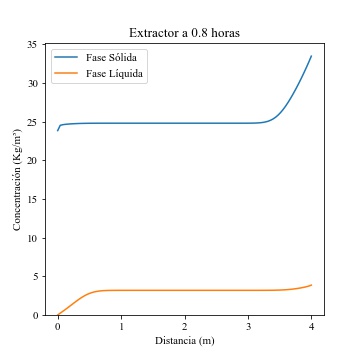 Extractor a 0.8 horas
Fase Sólida
Fase Líquida
Concentración (Kg/m³)
35
30
25
20
15
10
5
0
0 1 2 3 4
Distancia (m)